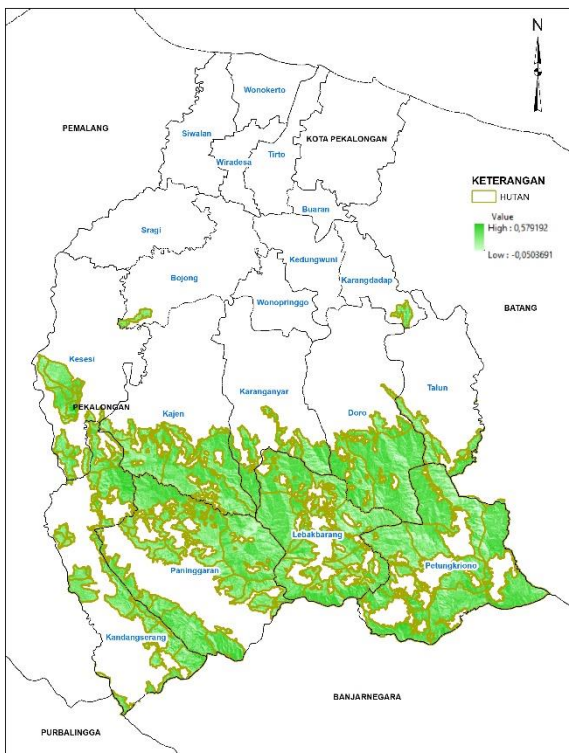 N
Wonokerto
PEMALANG
Siwalan
KOTA PEKALONGAN
Wiradesa
Tirto
KETERANGAN
HUTAN
Value
High : 0,579192
Low : -0,0503691
Buaran
Sragi
Kedungwuni
Bojong
Karangdadap
Wonopringgo
BATANG
Kesesi
Talun
Karanganyar
PEKALONGAN
Kajen
Doro
Lebakbarang
Paninggaran
Petungkriono
Kandangserang
BANJARNEGARA
PURBALINGGA